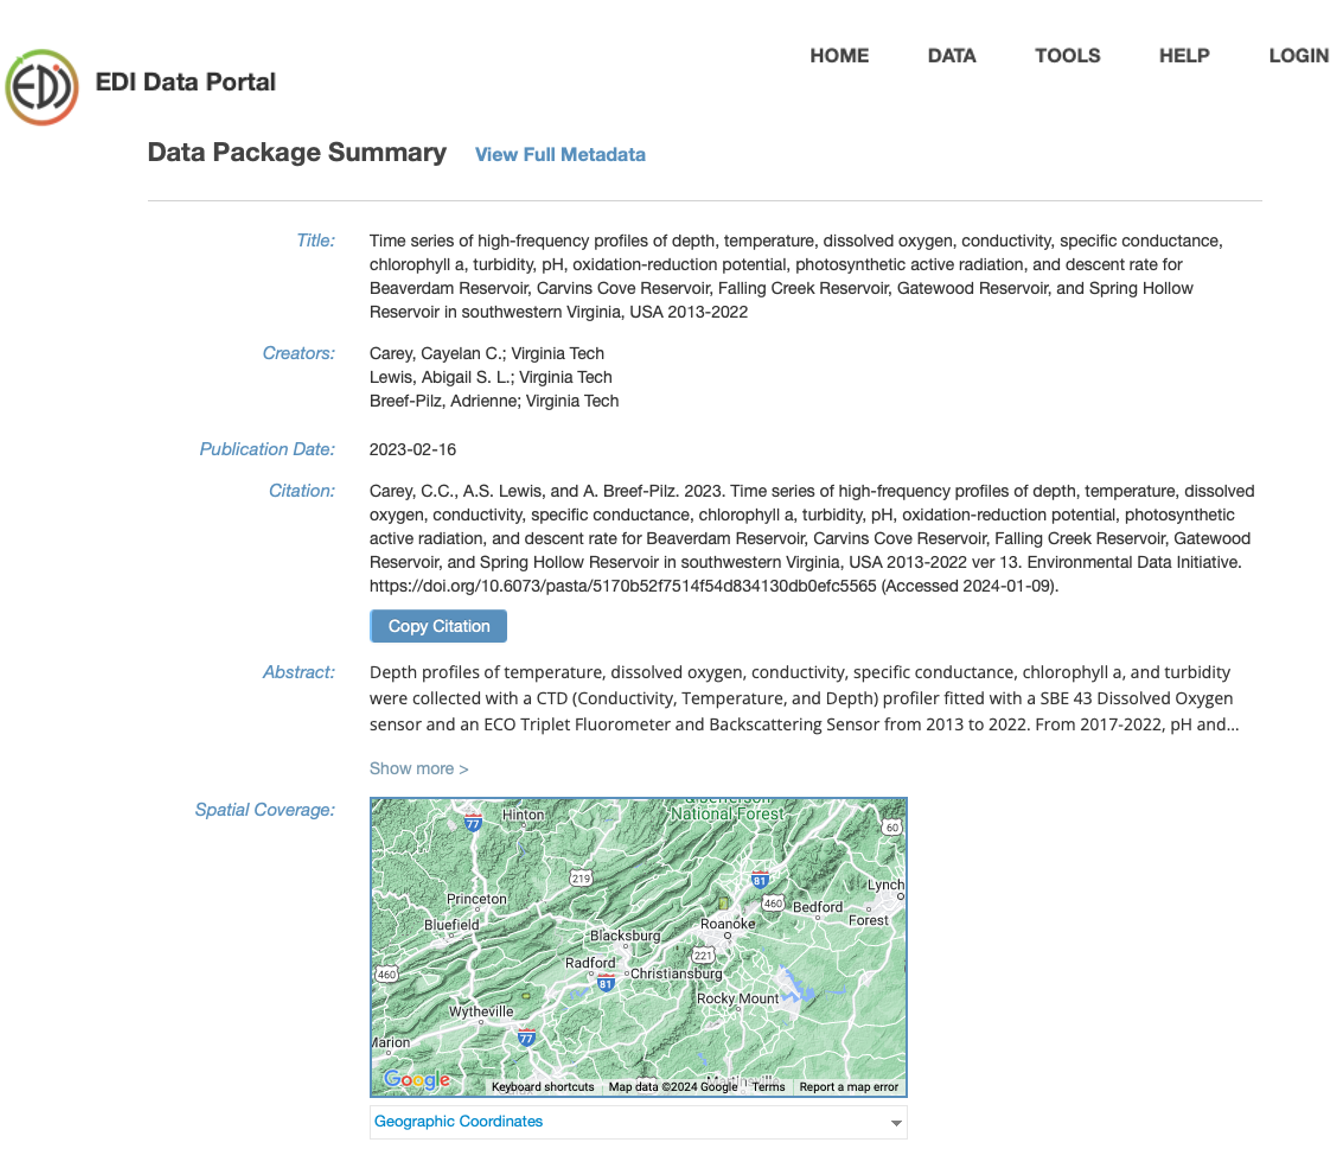 HOME DATA TOOLS HELP LOGIN
EDI EDI Data Portal
Data Package Summary View Full Metadata
Title: Time series of high-frequency profiles of depth, temperature, dissolved oxygen, conductivity, specific conductance,
chlorophyll a, turbidity, pH, oxidation-reduction potential, photosynthetic active radiation, and descent rate for
Beaverdam Reservoir, Carvins Cove Reservoir, Falling Creek Reservoir, Gatewood Reservoir, and Spring Hollow
Reservoir in southwestern Virginia, USA 2013-2022
Creators: Carey, Cayelan C.; Virginia Tech
Lewis, Abigail S. L.; Virginia Tech
Breef-Pilz, Adrienne; Virginia Tech
Publication Date: 2023-02-16
Citation: Carey, C.C., A.S. Lewis, and A. Breef-Pilz. 2023. Time series of high-frequency profiles of depth, temperature, dissolved
oxygen, conductivity, specific conductance, chlorophyll a, turbidity, pH, oxidation-reduction potential, photosynthetic
active radiation, and descent rate for Beaverdam Reservoir, Carvins Cove Reservoir, Falling Creek Reservoir, Gatewood
Reservoir, and Spring Hollow Reservoir in southwestern Virginia, USA 2013-2022 ver 13. Environmental Data Initiative.
https://doi.org/10.6073/pasta/5170b52f7514f54d834130db0efc5565 (Accessed 2024-01-09).
Copy Citation
Abstract: Depth profiles of temperature, dissolved oxygen, conductivity, specific conductance, chlorophyll a, and turbidity
were collected with a CTD (Conductivity, Temperature, and Depth) profiler fitted with a SBE 43 Dissolved Oxygen
sensor and an ECO Triplet Fluorometer and Backscattering Sensor from 2013 to 2022. From 2017-2022, pH and...
Show more >
Spatial Coverage:
National Forest
77 Hinton
60
219
81
Lynch
Princeton
460 Bedford
Forest
Bluefield
Roanoke
Blacksburg
221
Radford
460
Christiansburg
81
Rocky Mount
Wytheville
77
Marion
Google
Keyboard shortcuts Map data ©2024 Google Terms Report a map error
Geographic Coordinates